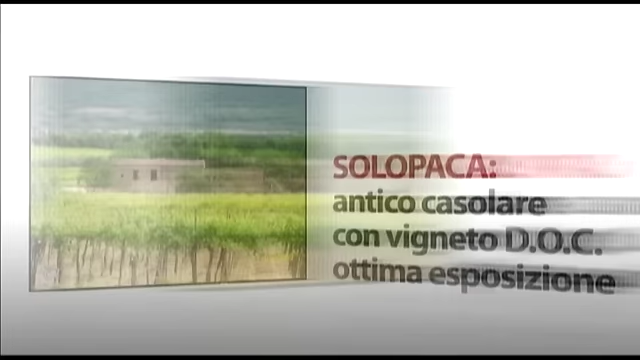 SOLOPACA:
antico casolare
con vigneto D.O.C.
ottima esposizione